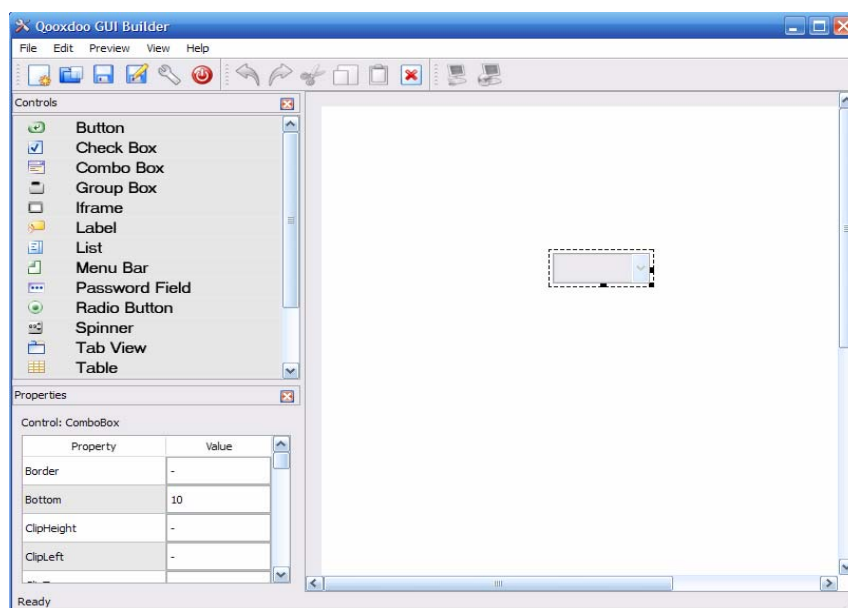 Qooxdoo GUI Builder
File Edit Preview View Help
Controls
Button
Check Box
Combo Box
Group Box
Iframe
Label
List
Menu Bar
Password Field
Radio Button
Spinner
Tab View
Table
Properties
Control: ComboBox
Property Value
Border -
Bottom 10
ClipHeight -
ClipLeft -
Ready